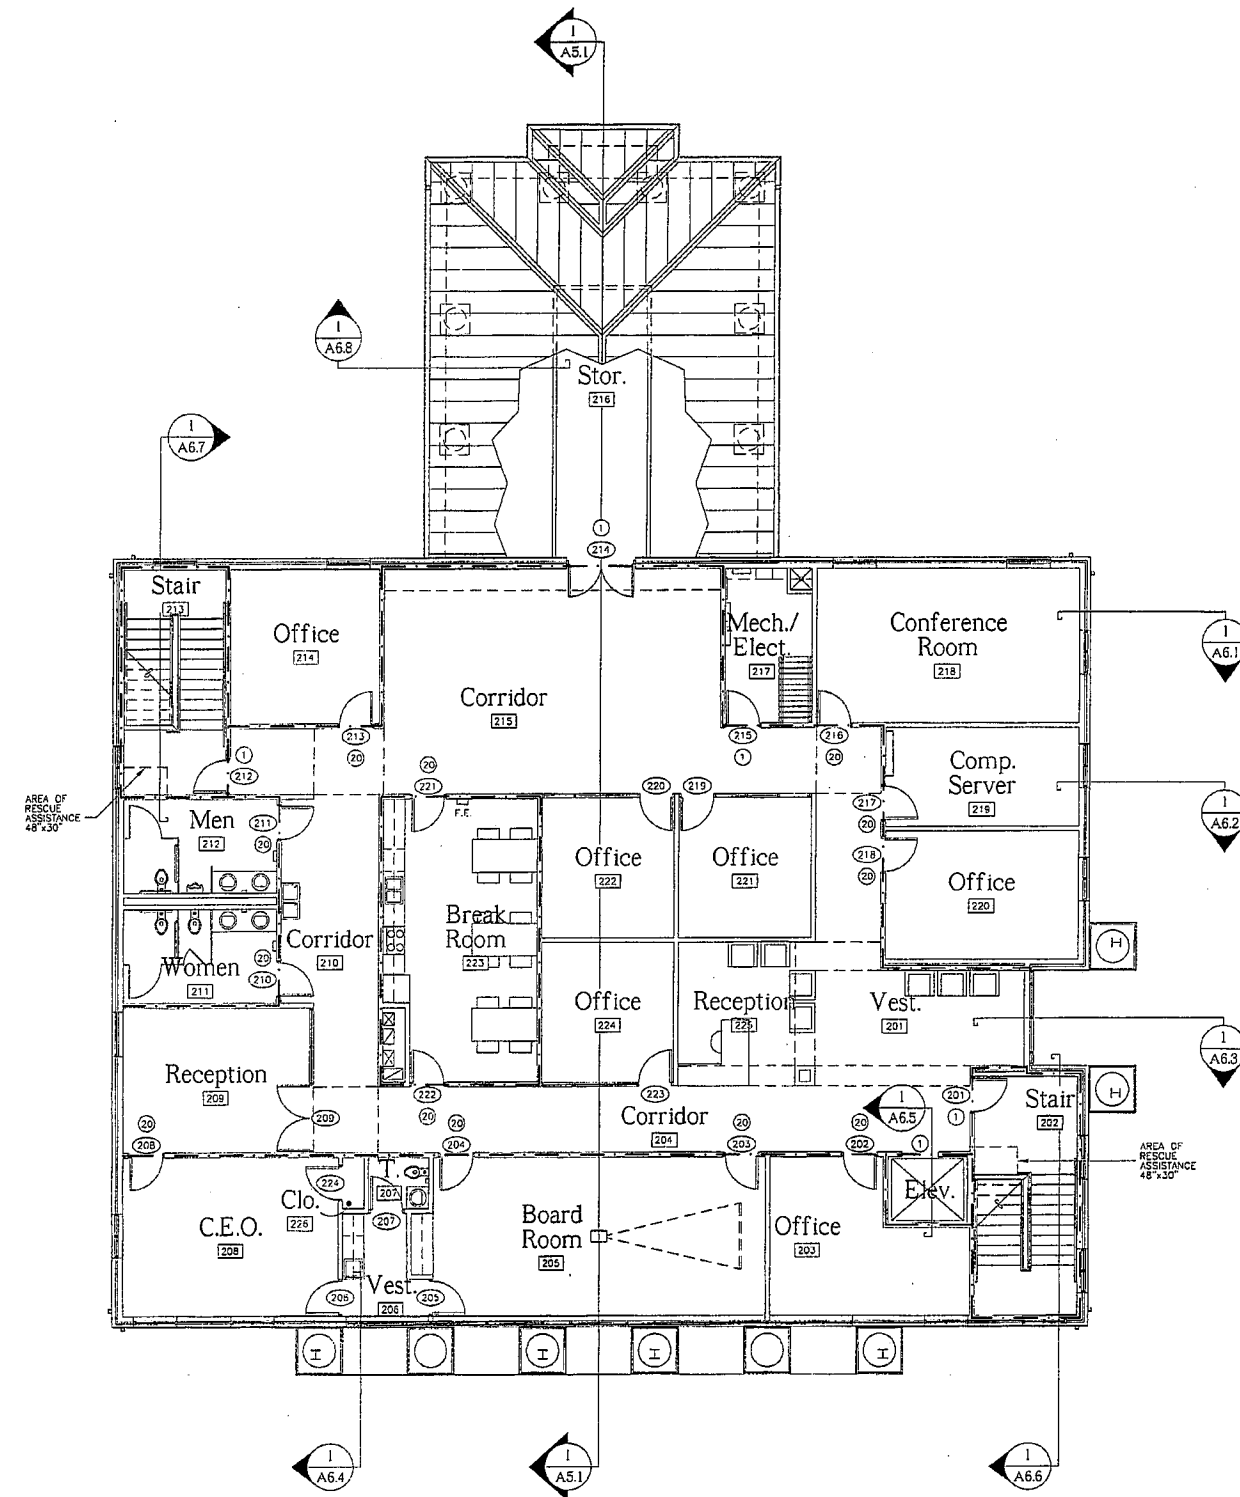 1
A5.1
1
A6.8
Stor.
216
1
A6.7
1
214
Stair
213
Office
214
Mech./
Elect.
217
Conference
Room
218
1
A6.1
Corridor
215
213
20
215
1
216
20
1
212
20
221
220
219
Comp.
Server
219
217
20
1
A6.2
AREA OF
RESCUE
ASSISTANCE
48"x30"
Men
212
211
20
F.E.
Office
222
Office
221
218
20
Office
220
Break
Room
223
Corridor
210
Women
211
20
210
H
Office
224
Reception
225
Vest.
201
1
A6.3
Reception
209
H
222
20
223
201
1
Stair
202
1
A6.5
20
208
209
20
204
Corridor
204
20
203
20
202
1
AREA OF
RESCUE
ASSISTANCE
48"x30"
T.
207
224
Clo.
226
207
Elev.
C.E.O.
208
Board
Room
205
Office
203
Vest.
206
206
205
H
H
H
H
1
A6.4
1
A5.1
1
A6.6